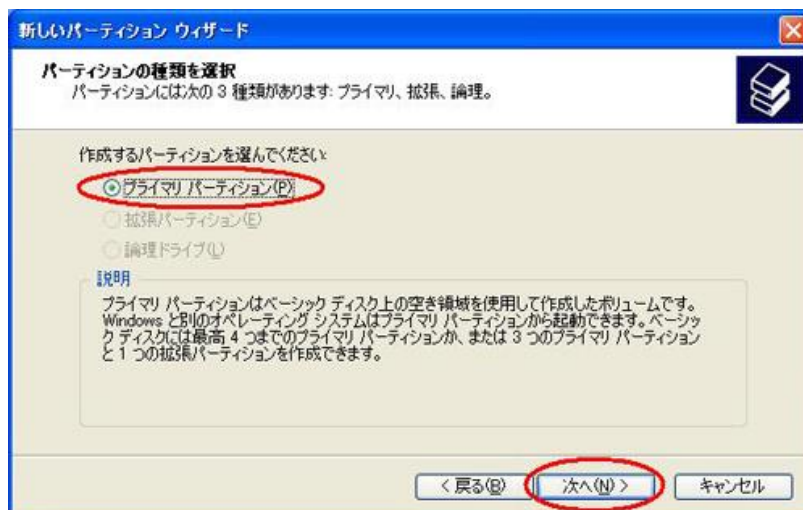 新しいパーティション ウィザード
パーティションの種類を選択
パーティションには次の 3 種類があります: プライマリ、拡張、論理。
作成するパーティションを選んでください:
プライマリ パーティション(P)
拡張パーティション(E)
論理ドライブ(L)
説明
プライマリ パーティションはベーシック ディスク上の空き領域を使用して作成したボリュームです。
Windows と別のオペレーティング システムはプライマリ パーティションから起動できます。ベーシッ
ク ディスクには最高 4 つまでのプライマリ パーティションか、または 3 つのプライマリ パーティション
と 1 つの拡張パーティションを作成できます。
< 戻る(B) 次へ(N) > キャンセル